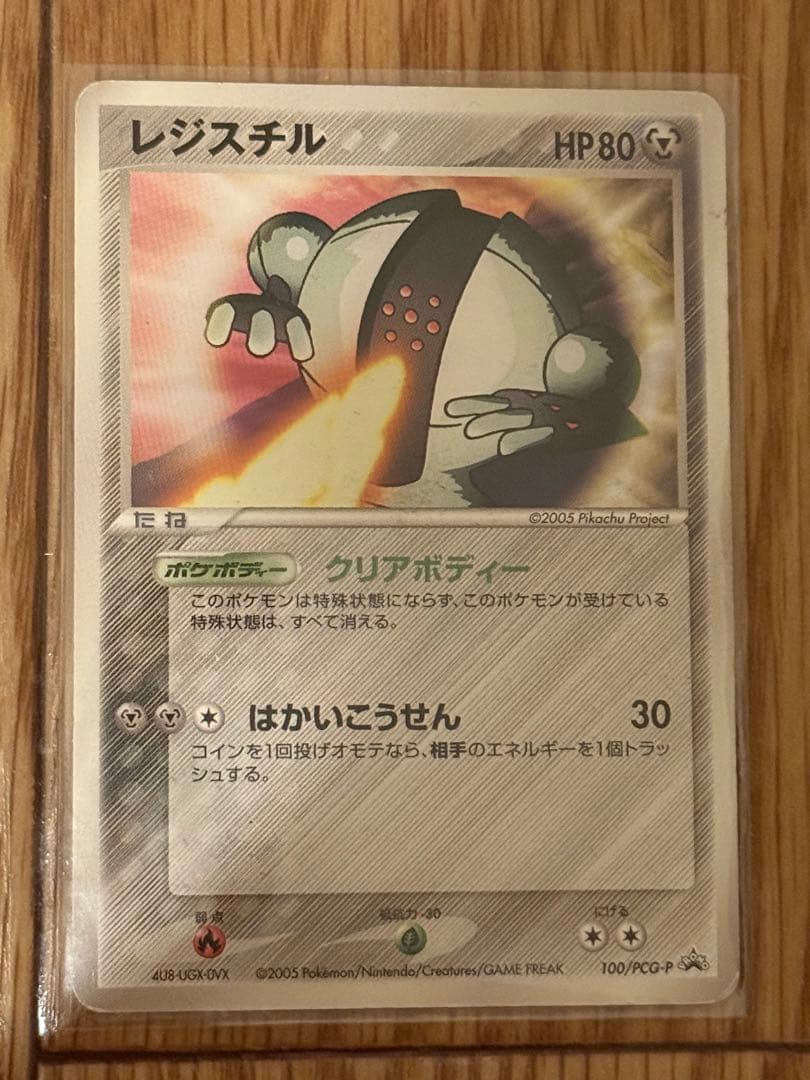 レジスチル
HP80
©2005 Pikachu Project
たね
ポケボディー クリアボディー
このポケモンは特殊状態にならず、このポケモンが受けている
特殊状態は、すべて消える。
はかいこうせん 30
コインを1回投げオモテなら、相手のエネルギーを1個トラッ
シュする。
弱点
抵抗力 -30
にげる
4U8-UGX-0VX ©2005 Pokémon/Nintendo/Creatures/GAME FREAK 100/PCG-P